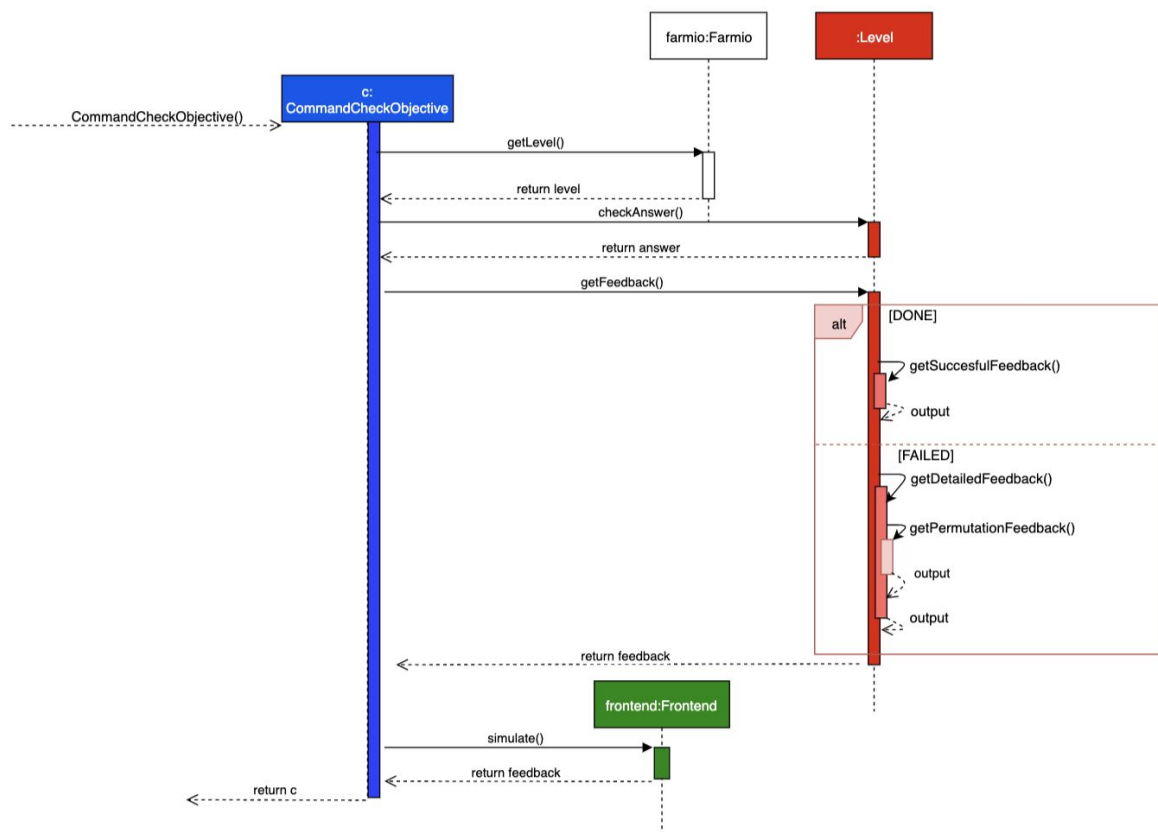 farmio:Farmio
:Level
c:
CommandCheckObjective
CommandCheckObjective()
getLevel()
return level
checkAnswer()
return answer
getFeedback()
alt
[DONE]
getSuccesfulFeedback()
output
[FAILED]
getDetailedFeedback()
getPermutationFeedback()
output
output
return feedback
frontend:Frontend
simulate()
return feedback
return c